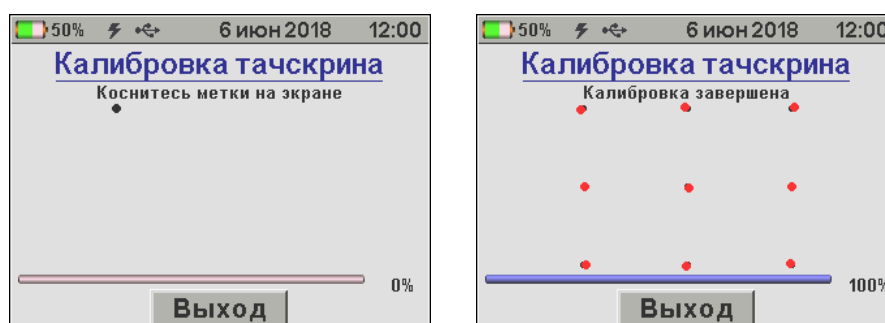 50% 6 июн 2018 12:00
Калибровка тачскрина
Коснитесь метки на экране
0%
Выход
50% 6 июн 2018 12:00
Калибровка тачскрина
Калибровка завершена
100%
Выход